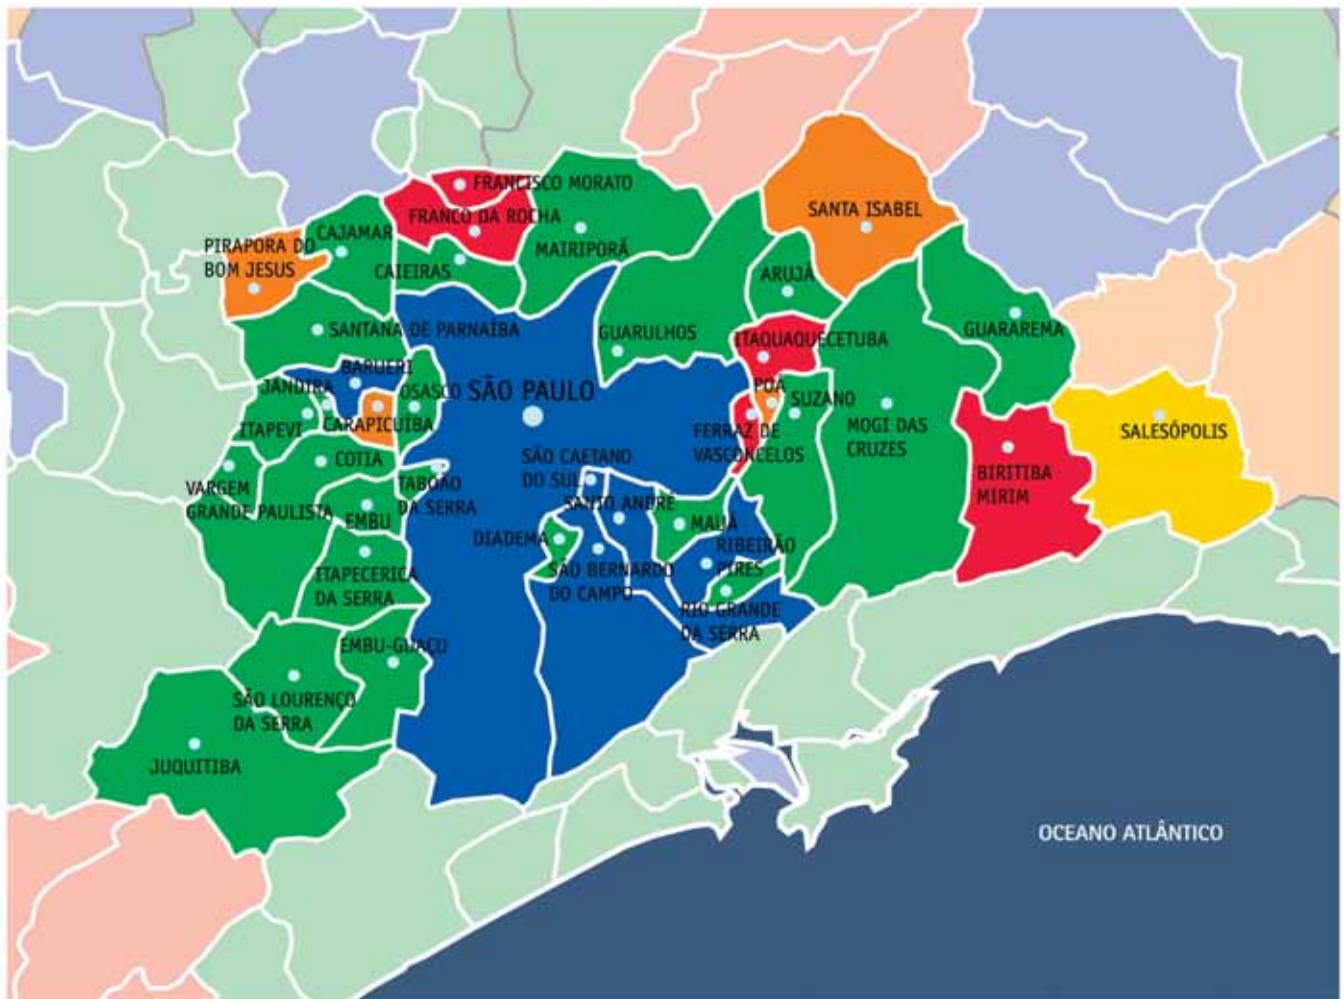 FRANCISCO MORATO
FRANCO DA ROCHA
SANTA ISABEL
CAJAMAR
PIRAPORA DO
BOM JESUS
MAIRIPORÃ
CAIEIRAS
ARUJÁ
SANTANA DE PARNAÍBA
GUARULHOS
GUARAREMA
ITAQUAQUECETUBA
BARUERI
JANDIRA
OSASCO
SÃO PAULO
POÁ
SUZANO
CARAPICUIBA
ITAPEVI
FERRAZ DE
VASCONCELOS
MOGI DAS
CRUZES
SALESÓPOLIS
COTIA
SÃO CAETANO
DO SUL
BIRITIBA
MIRIM
VARGEM
GRANDE PAULISTA
TABOÃO
DA SERRA
EMBU
SANTO ANDRÉ
MAUÁ
DIADEMA
RIBEIRÃO
PIRES
ITAPECERICA
DA SERRA
SÃO BERNARDO
DO CAMPO
RIO GRANDE
DA SERRA
EMBU-GUAÇU
SÃO LOURENÇO
DA SERRA
JUQUITIBA
OCEANO ATLÂNTICO